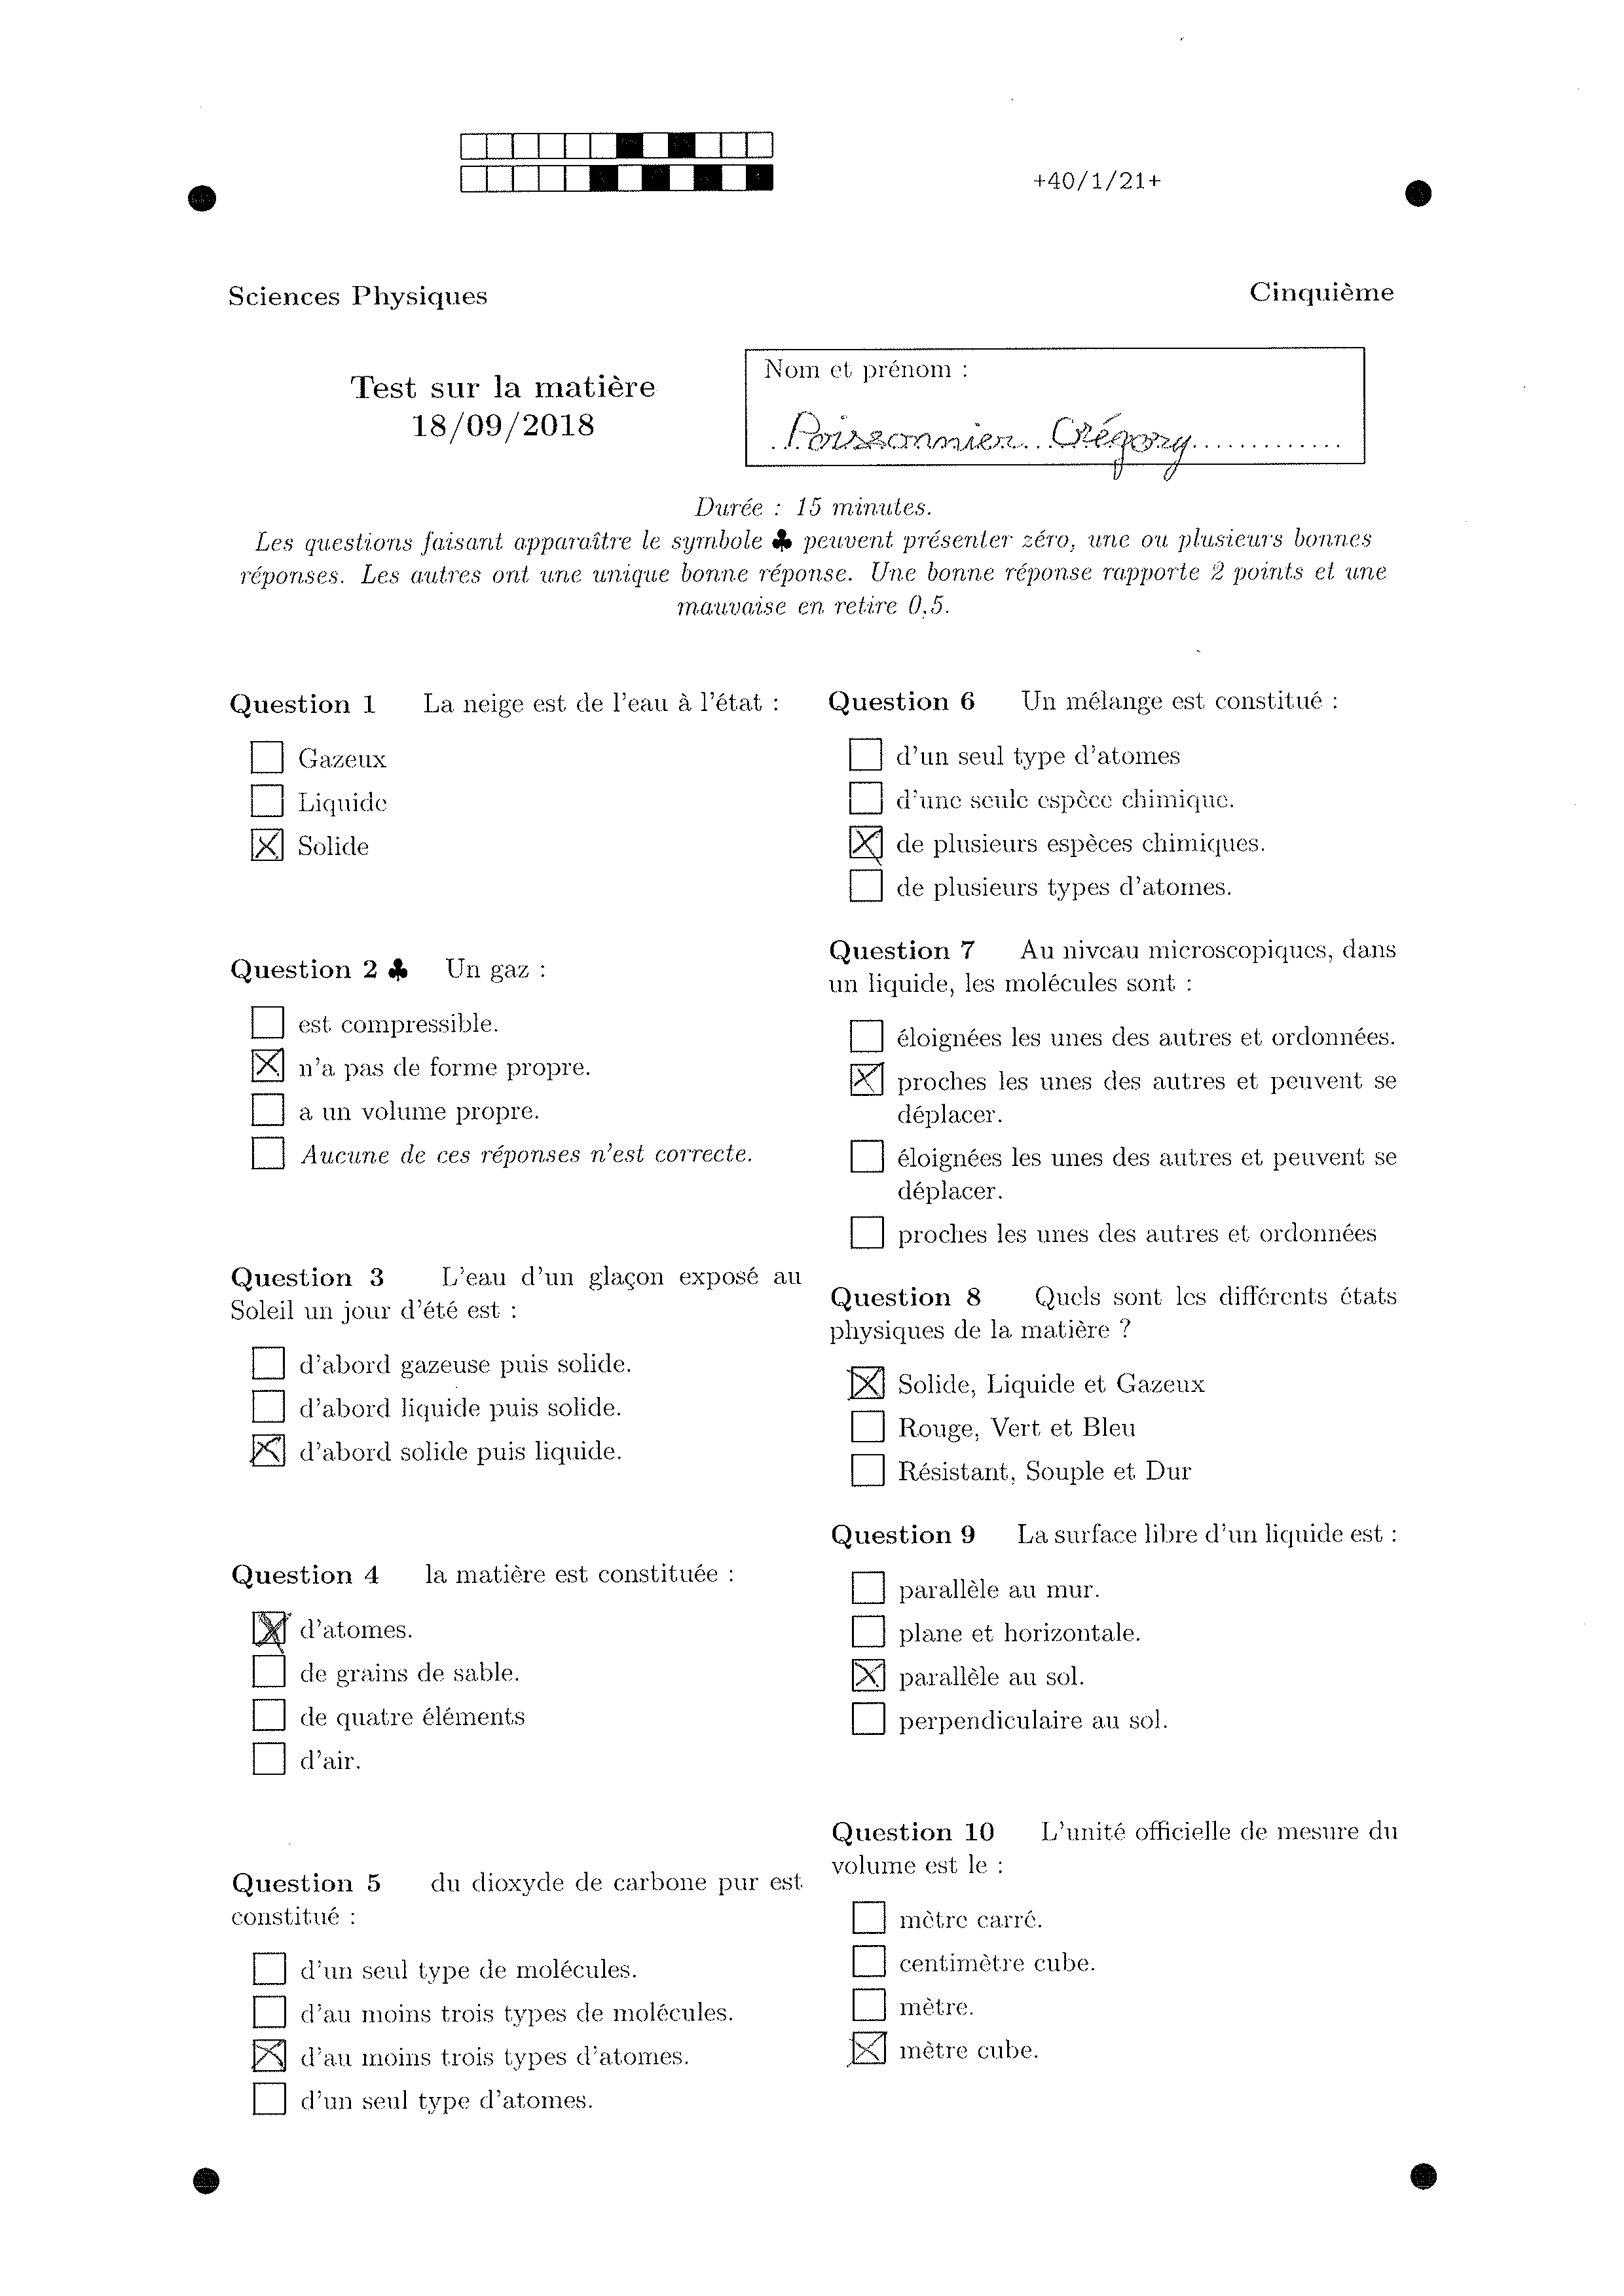 +40/1/21+
Sciences Physiques
Cinquième
Test sur la matière
18/09/2018
Nom et prénom :
Poissonnier Grégory
Durée : 15 minutes.
Les questions faisant apparaître le symbole ♣ peuvent présenter zéro, une ou plusieurs bonnes
réponses. Les autres ont une unique bonne réponse. Une bonne réponse rapporte 2 points et une
mauvaise en retire 0,5.
Question 1 La neige est de l'eau à l'état :
Gazeux
Liquide
Solide
Question 2 ♣ Un gaz :
est compressible.
n'a pas de forme propre.
a un volume propre.
Aucune de ces réponses n'est correcte.
Question 3 L'eau d'un glaçon exposé au
Soleil un jour d'été est :
d'abord gazeuse puis solide.
d'abord liquide puis solide.
d'abord solide puis liquide.
Question 4 la matière est constituée :
d'atomes.
de grains de sable.
de quatre éléments
d'air.
Question 5 du dioxyde de carbone pur est
constitué :
d'un seul type de molécules.
d'au moins trois types de molécules.
d'au moins trois types d'atomes.
d'un seul type d'atomes.
Question 6 Un mélange est constitué :
d'un seul type d'atomes
d'une seule espèce chimique.
de plusieurs espèces chimiques.
de plusieurs types d'atomes.
Question 7 Au niveau microscopiques, dans
un liquide, les molécules sont :
éloignées les unes des autres et ordonnées.
proches les unes des autres et peuvent se
déplacer.
éloignées les unes des autres et peuvent se
déplacer.
proches les unes des autres et ordonnées
Question 8 Quels sont les différents états
physiques de la matière ?
Solide, Liquide et Gazeux
Rouge, Vert et Bleu
Résistant, Souple et Dur
Question 9 La surface libre d'un liquide est :
parallèle au mur.
plane et horizontale.
parallèle au sol.
perpendiculaire au sol.
Question 10 L'unité officielle de mesure du
volume est le :
mètre carré.
centimètre cube.
mètre.
mètre cube.